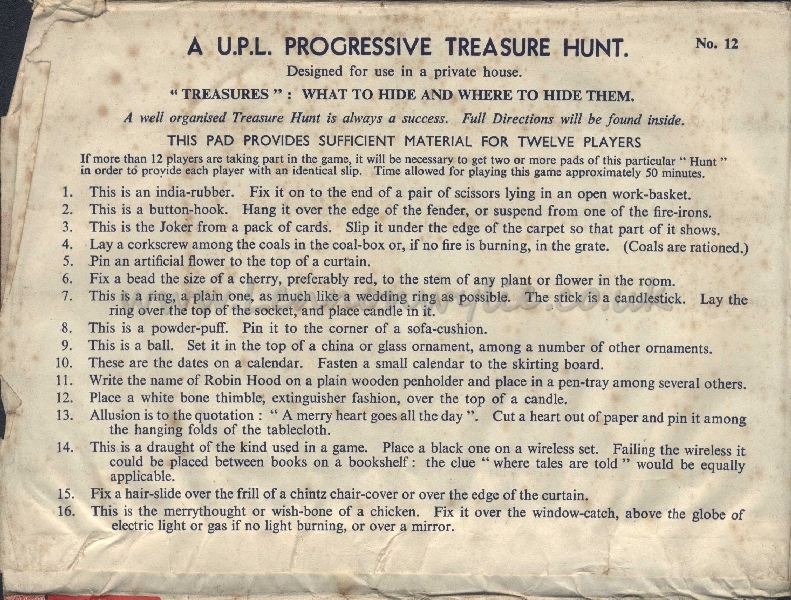 A U.P.L. PROGRESSIVE TREASURE HUNT.
No. 12
Designed for use in a private house.
“ TREASURES ” : WHAT TO HIDE AND WHERE TO HIDE THEM.
A well organised Treasure Hunt is always a success. Full Directions will be found inside.
THIS PAD PROVIDES SUFFICIENT MATERIAL FOR TWELVE PLAYERS
If more than 12 players are taking part in the game, it will be necessary to get two or more pads of this particular “ Hunt ”
in order to provide each player with an identical slip. Time allowed for playing this game approximately 50 minutes.
1. This is an india-rubber. Fix it on to the end of a pair of scissors lying in an open work-basket.
2. This is a button-hook. Hang it over the edge of the fender, or suspend from one of the fire-irons.
3. This is the Joker from a pack of cards. Slip it under the edge of the carpet so that part of it shows.
4. Lay a corkscrew among the coals in the coal-box or, if no fire is burning, in the grate. (Coals are rationed.)
5. Pin an artificial flower to the top of a curtain.
6. Fix a bead the size of a cherry, preferably red, to the stem of any plant or flower in the room.
7. This is a ring, a plain one, as much like a wedding ring as possible. The stick is a candlestick. Lay the
ring over the top of the socket, and place candle in it.
8. This is a powder-puff. Pin it to the corner of a sofa-cushion.
9. This is a ball. Set it in the top of a china or glass ornament, among a number of other ornaments.
10. These are the dates on a calendar. Fasten a small calendar to the skirting board.
11. Write the name of Robin Hood on a plain wooden penholder and place in a pen-tray among several others.
12. Place a white bone thimble, extinguisher fashion, over the top of a candle.
13. Allusion is to the quotation : “ A merry heart goes all the day ”. Cut a heart out of paper and pin it among
the hanging folds of the tablecloth.
14. This is a draught of the kind used in a game. Place a black one on a wireless set. Failing the wireless it
could be placed between books on a bookshelf : the clue “ where tales are told ” would be equally
applicable.
15. Fix a hair-slide over the frill of a chintz chair-cover or over the edge of the curtain.
16. This is the merrythought or wish-bone of a chicken. Fix it over the window-catch, above the globe of
electric light or gas if no light burning, or over a mirror.